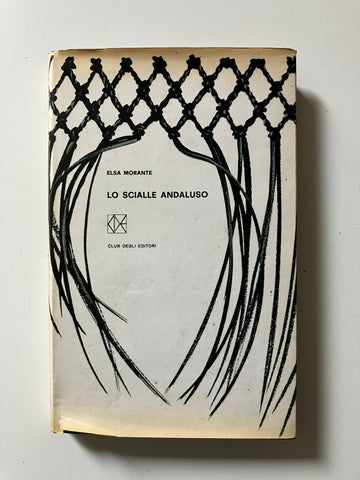 ELSA MORANTE
LO SCIALLE ANDALUSO
CLUB DEGLI EDITORI